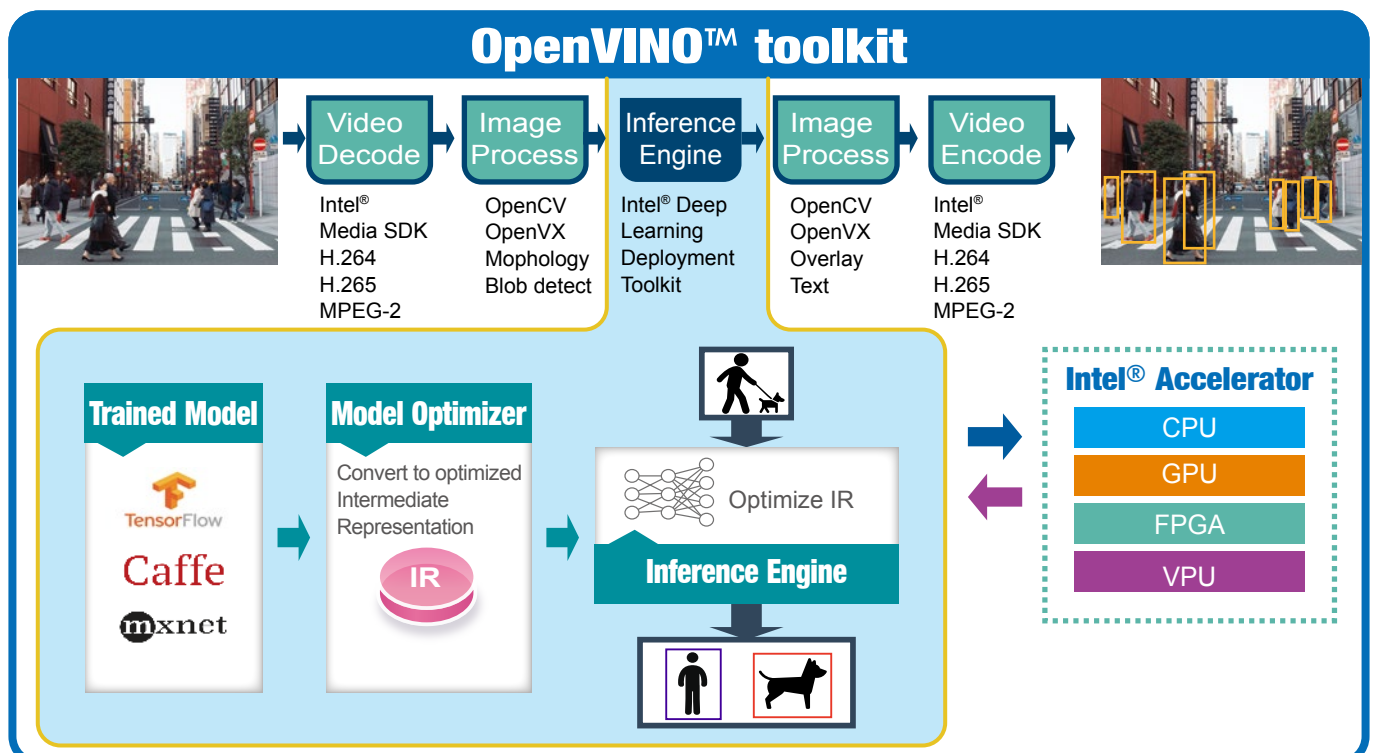 OpenVINO™ toolkit
Video
Decode
Intel®
Media SDK
H.264
H.265
MPEG-2
Image
Process
OpenCV
OpenVX
Mophology
Blob detect
Inference
Engine
Intel® Deep
Learning
Deployment
Toolkit
Image
Process
OpenCV
OpenVX
Overlay
Text
Video
Encode
Intel®
Media SDK
H.264
H.265
MPEG-2
Trained Model
TensorFlow
Caffe
mxnet
Model Optimizer
Convert to optimized
Intermediate
Representation
IR
Optimize IR
Inference Engine
Intel® Accelerator
CPU
GPU
FPGA
VPU